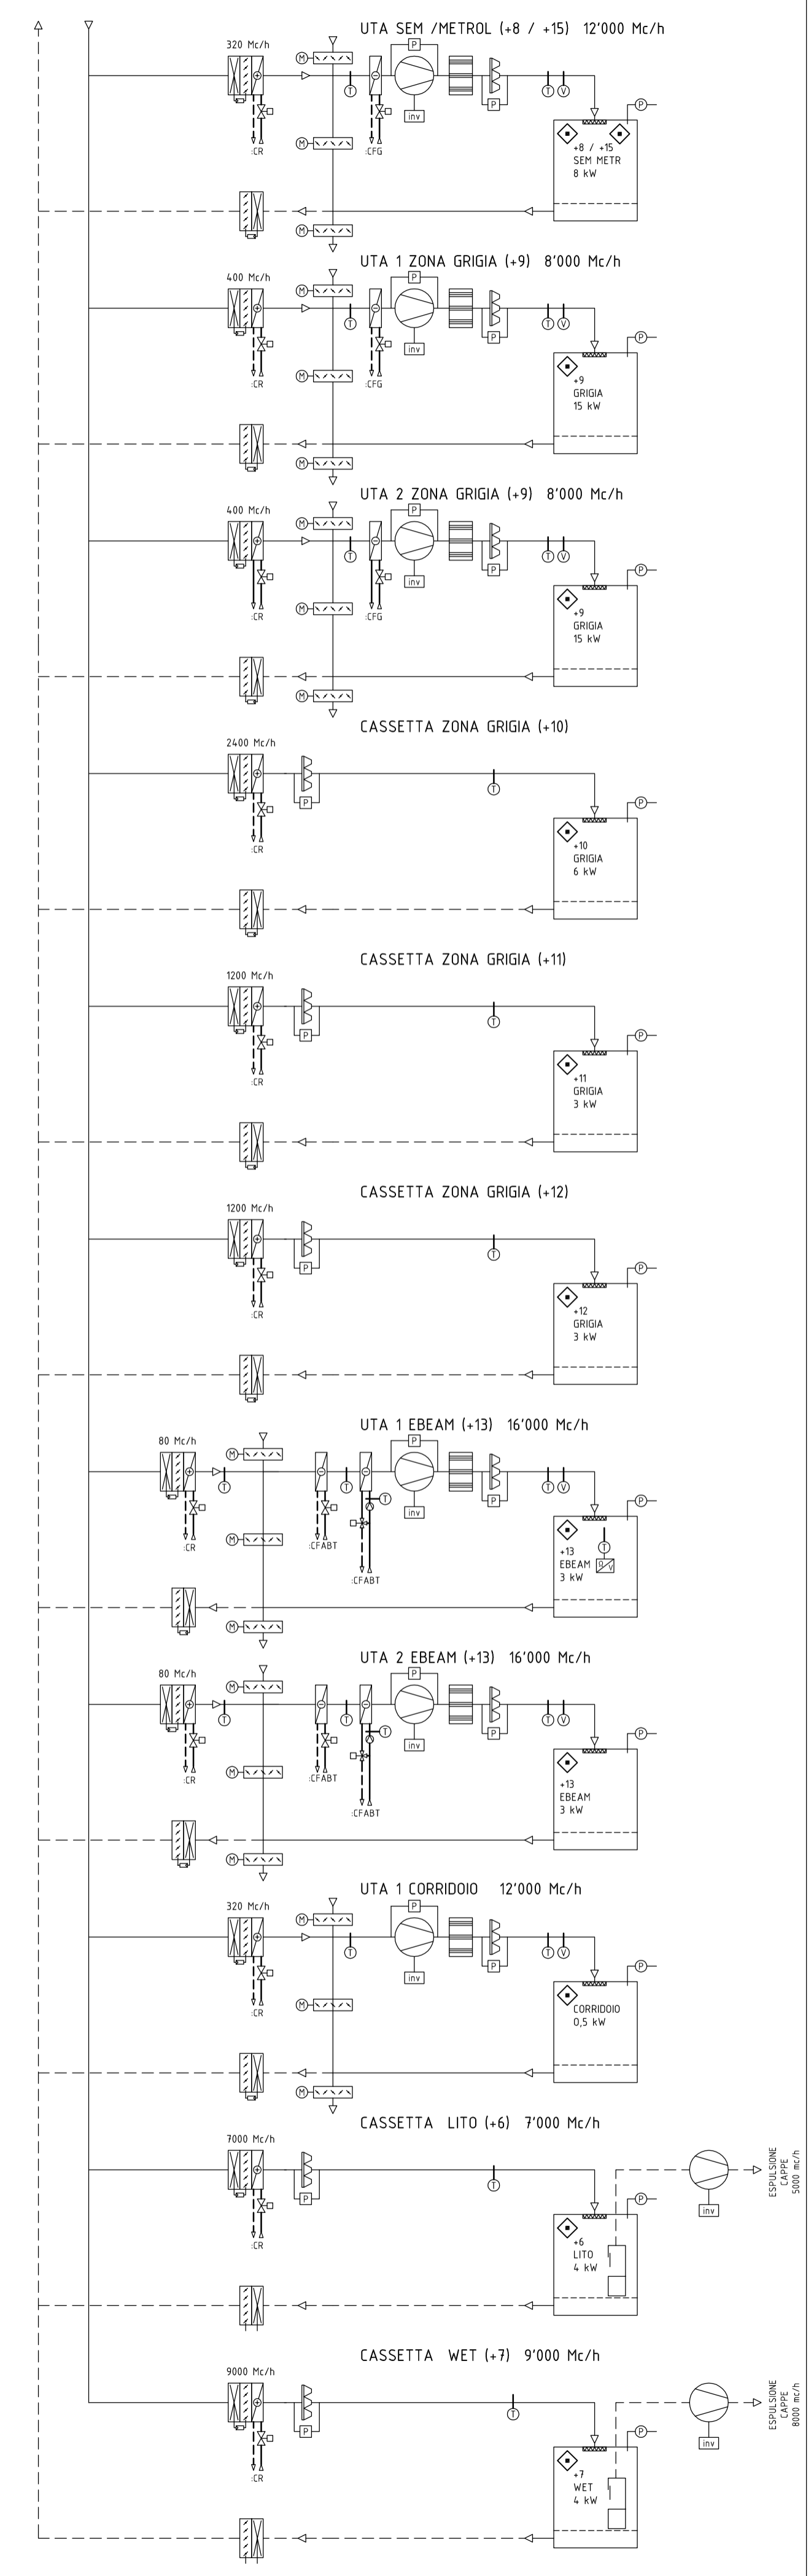 UTA SEM /METROL (+8 / +15) 12'000 Mc/h
320 Mc/h
P
M
T
inv
P
T
V
P
:CR
:CFG
M
+8 / +15
SEM METR
8 kW
M
UTA 1 ZONA GRIGIA (+9) 8'000 Mc/h
400 Mc/h
P
M
T
inv
P
T
V
P
:CR
:CFG
M
+9
GRIGIA
15 kW
M
UTA 2 ZONA GRIGIA (+9) 8'000 Mc/h
400 Mc/h
P
M
T
inv
P
T
V
P
:CR
:CFG
M
+9
GRIGIA
15 kW
M
CASSETTA ZONA GRIGIA (+10)
2400 Mc/h
P
T
P
:CR
+10
GRIGIA
6 kW
CASSETTA ZONA GRIGIA (+11)
1200 Mc/h
P
T
P
:CR
+11
GRIGIA
3 kW
CASSETTA ZONA GRIGIA (+12)
1200 Mc/h
P
T
P
:CR
+12
GRIGIA
3 kW
UTA 1 EBEAM (+13) 16'000 Mc/h
80 Mc/h
P
M
T
T
T
inv
P
T
V
P
:CR
:CFABT
:CFABT
M
+13
EBEAM
3 kW
T
Ω
V
M
UTA 2 EBEAM (+13) 16'000 Mc/h
80 Mc/h
P
M
T
T
T
inv
P
T
V
P
:CR
:CFABT
:CFABT
M
+13
EBEAM
3 kW
M
UTA 1 CORRIDOIO 12'000 Mc/h
320 Mc/h
P
M
T
inv
P
T
V
P
:CR
M
CORRIDOIO
0,5 kW
M
CASSETTA LITO (+6) 7'000 Mc/h
7000 Mc/h
P
T
P
inv
ESPULSIONE
CAPPE
5000 mc/h
:CR
+6
LITO
4 kW
CASSETTA WET (+7) 9'000 Mc/h
9000 Mc/h
P
T
P
inv
ESPULSIONE
CAPPE
8000 mc/h
:CR
+7
WET
4 kW